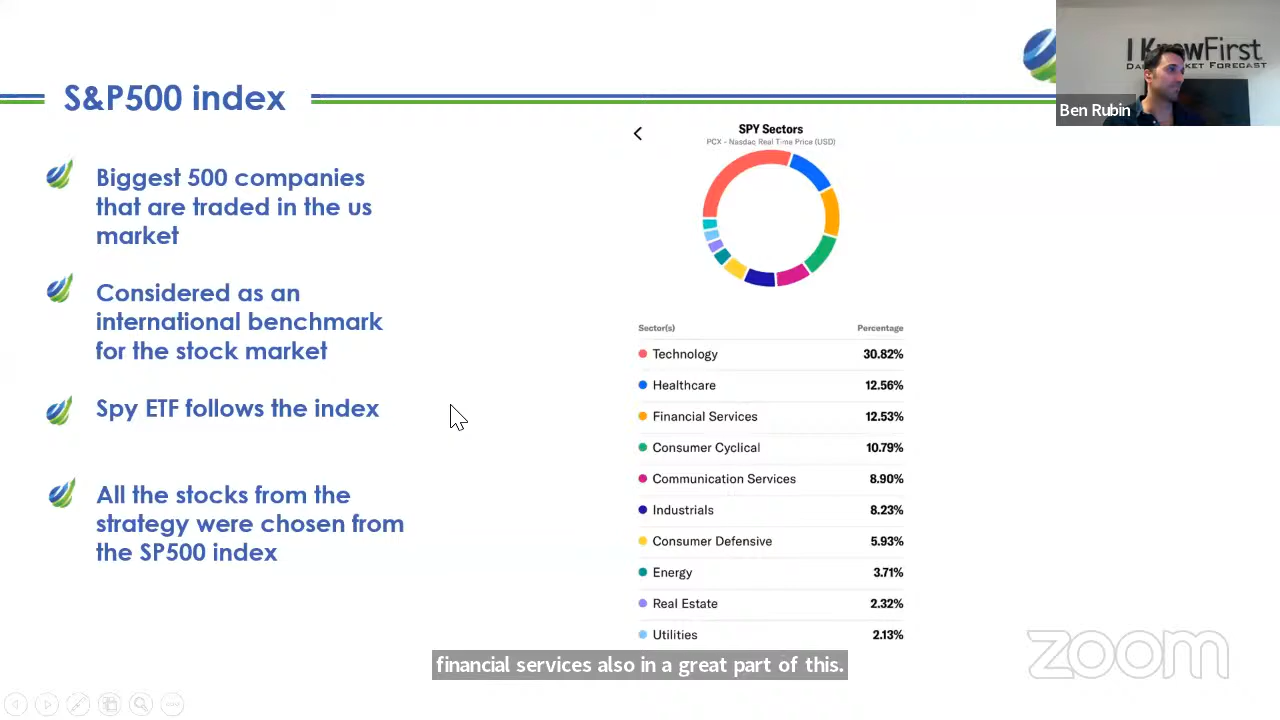 S&P500 index
Biggest 500 companies
that are traded in the us
market
Considered as an
international benchmark
for the stock market
Spy ETF follows the index
All the stocks from the
strategy were chosen from
the SP500 index
SPY Sectors
PCX - Nasdaq Real Time Price (USD)
Sector(s) Percentage
Technology 30.82%
Healthcare 12.56%
Financial Services 12.53%
Consumer Cyclical 10.79%
Communication Services 8.90%
Industrials 8.23%
Consumer Defensive 5.93%
Energy 3.71%
Real Estate 2.32%
Utilities 2.13%
financial services also in a great part of this.
Ben Rubin
zoom